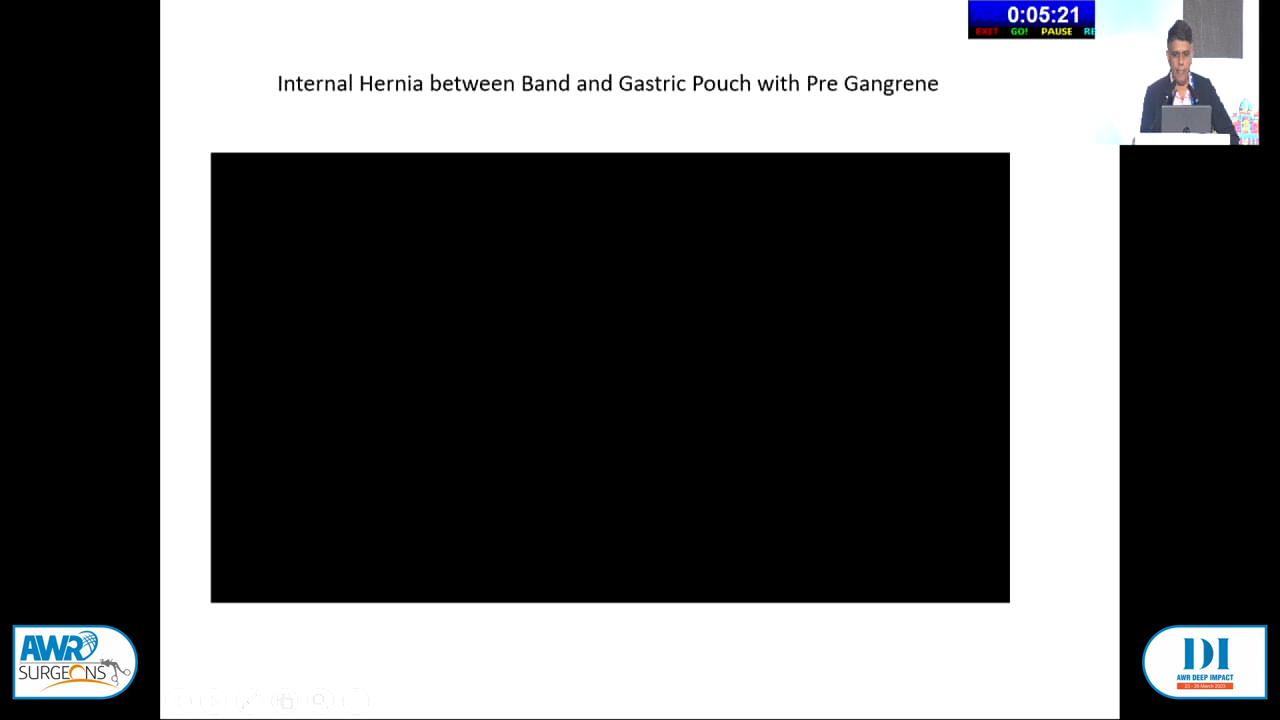 0:05:21
EXIT GO! PAUSE RE
Internal Hernia between Band and Gastric Pouch with Pre Gangrene
AWR
SURGEONS
DI
AWR DEEP IMPACT